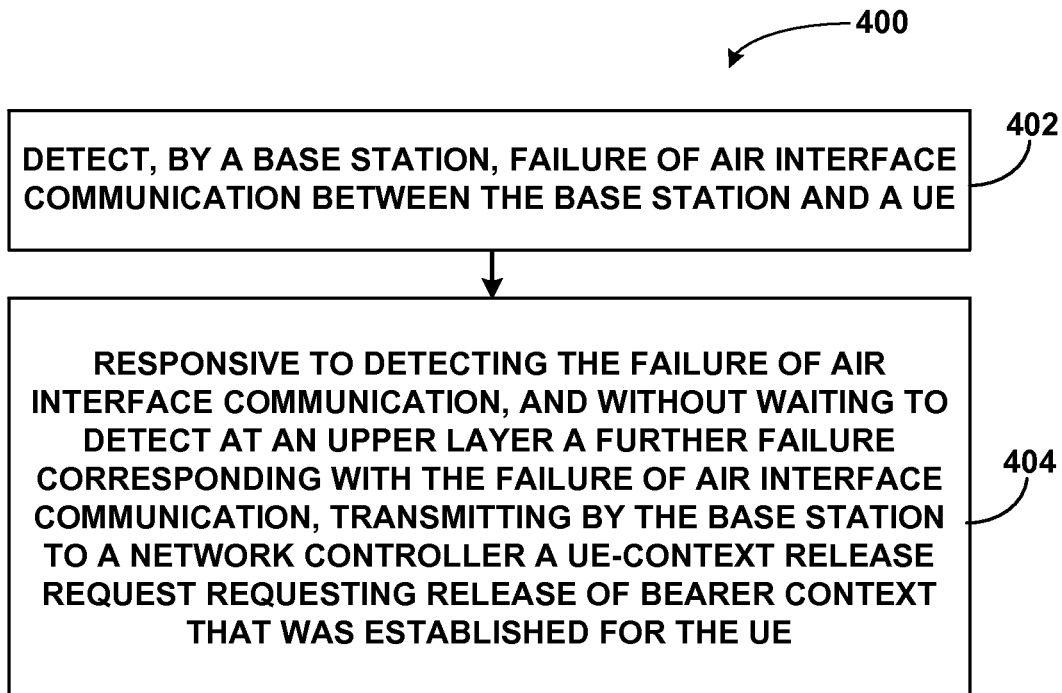 400
402
DETECT, BY A BASE STATION, FAILURE OF AIR INTERFACE
COMMUNICATION BETWEEN THE BASE STATION AND A UE
RESPONSIVE TO DETECTING THE FAILURE OF AIR
INTERFACE COMMUNICATION, AND WITHOUT WAITING TO
DETECT AT AN UPPER LAYER A FURTHER FAILURE
CORRESPONDING WITH THE FAILURE OF AIR INTERFACE
COMMUNICATION, TRANSMITTING BY THE BASE STATION
TO A NETWORK CONTROLLER A UE-CONTEXT RELEASE
REQUEST REQUESTING RELEASE OF BEARER CONTEXT
THAT WAS ESTABLISHED FOR THE UE
404